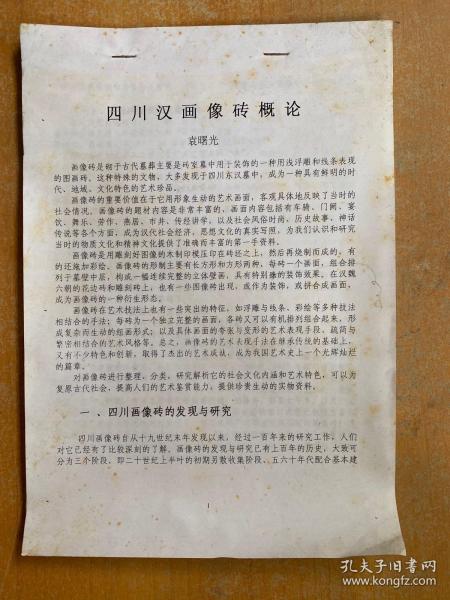 四川汉画像砖概论
袁曙光
画像砖是砌于古代墓葬主要是砖室墓中用于装饰的一种用浅浮雕和线条表现
的图画砖。这种特殊的文物，大多发现于四川东汉墓中，成为一种具有鲜明的时
代、地域、文化特色的艺术珍品。
画像砖的重要价值在于它用形象生动的艺术画面，客观具体地反映了当时的
社会情况。画像砖的题材内容是非常丰富的，画面内容包括有车骑、门阙、宴
饮、舞乐、劳作、燕居、市井、传经讲学，以及社会风俗时尚、历史故事、神话
传说等各个方面，成为汉代社会经济、思想文化的真实写照，为我们认识和研究
当时的物质文化和精神文化提供了准确而丰富的第一手资料。
画像砖是用雕刻好图像的木制印模压印在砖坯之上，然后再烧制而成的，有
的还施加彩绘。画像砖的形制主要有长方形和方形两种，每砖一个画面，组合排
列于墓壁中层，构成一幅连续完整的立体壁画，具有特别雄的装饰效果。在汉魏
六朝的花边砖和雕刻砖上，也有一些图像砖出现，或作为装饰，或拼合成画面，
成为画像砖的一种衍生形态。
画像砖在艺术技法上也有一些突出的特征，如浮雕与线条、彩绘等多种技法
相结合的手法；每砖为一个独立完整的画面，各砖又可以有机排列组合起来，形
成复杂而生动的组画形式；以及具体画面的夸张与变形的艺术表现手段，疏简与
繁密相结合的艺术风格等。总之，画像砖的艺术表现手法在继承传统的基础上，
又有不少特色和创新，取得了杰出的艺术成就，成为我国艺术史上一个光辉灿烂
的篇章。
对画像砖进行整理，分类，研究解析它的社会文化内涵和艺术特色，可以为
复原古代社会，提高人们的艺术鉴赏能力，提供珍贵生动的实物资料。
一、四川画像砖的发现与研究
四川画像砖自从十九世纪末年发现以来，经过一百年来的研究工作，人们
对它已经有了比较深刻的了解。画像砖的发现与研究已有上百年的历史，大致可
分为三个阶段，即二十世纪上半叶的初期另散收集阶段、五六十年代配合基本建
1
孔夫子旧书网
www.kongfz.com